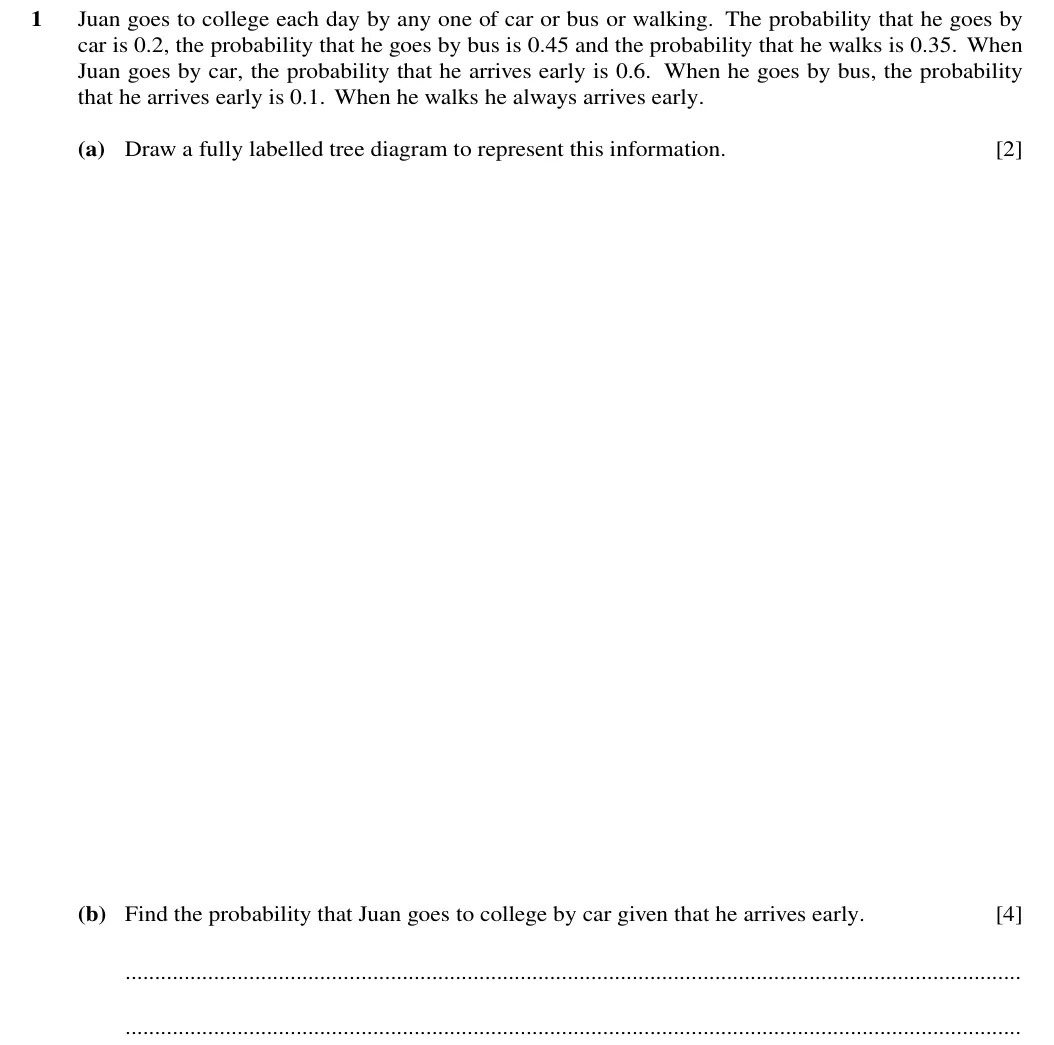 1 Juan goes to college each day by any one of car or bus or walking. The probability that he goes by
car is 0.2, the probability that he goes by bus is 0.45 and the probability that he walks is 0.35. When
Juan goes by car, the probability that he arrives early is 0.6. When he goes by bus, the probability
that he arrives early is 0.1. When he walks he always arrives early.
(a) Draw a fully labelled tree diagram to represent this information. [2]
(b) Find the probability that Juan goes to college by car given that he arrives early. [4]